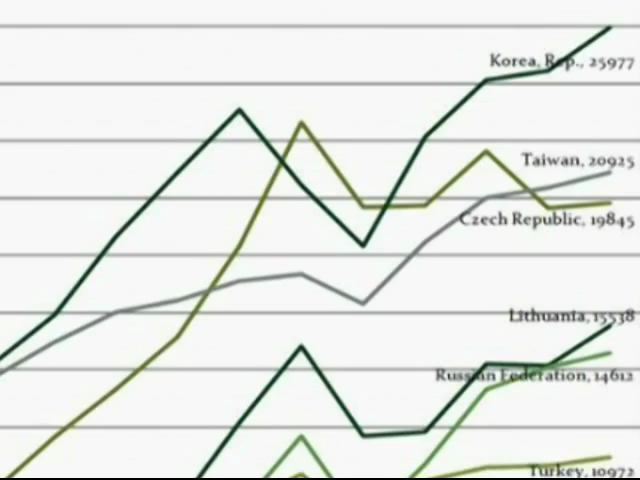 Korea, Rep., 25977
Taiwan, 20925
Czech Republic, 19845
Lithuania, 15538
Russian Federation, 14612
Turkey, 10972